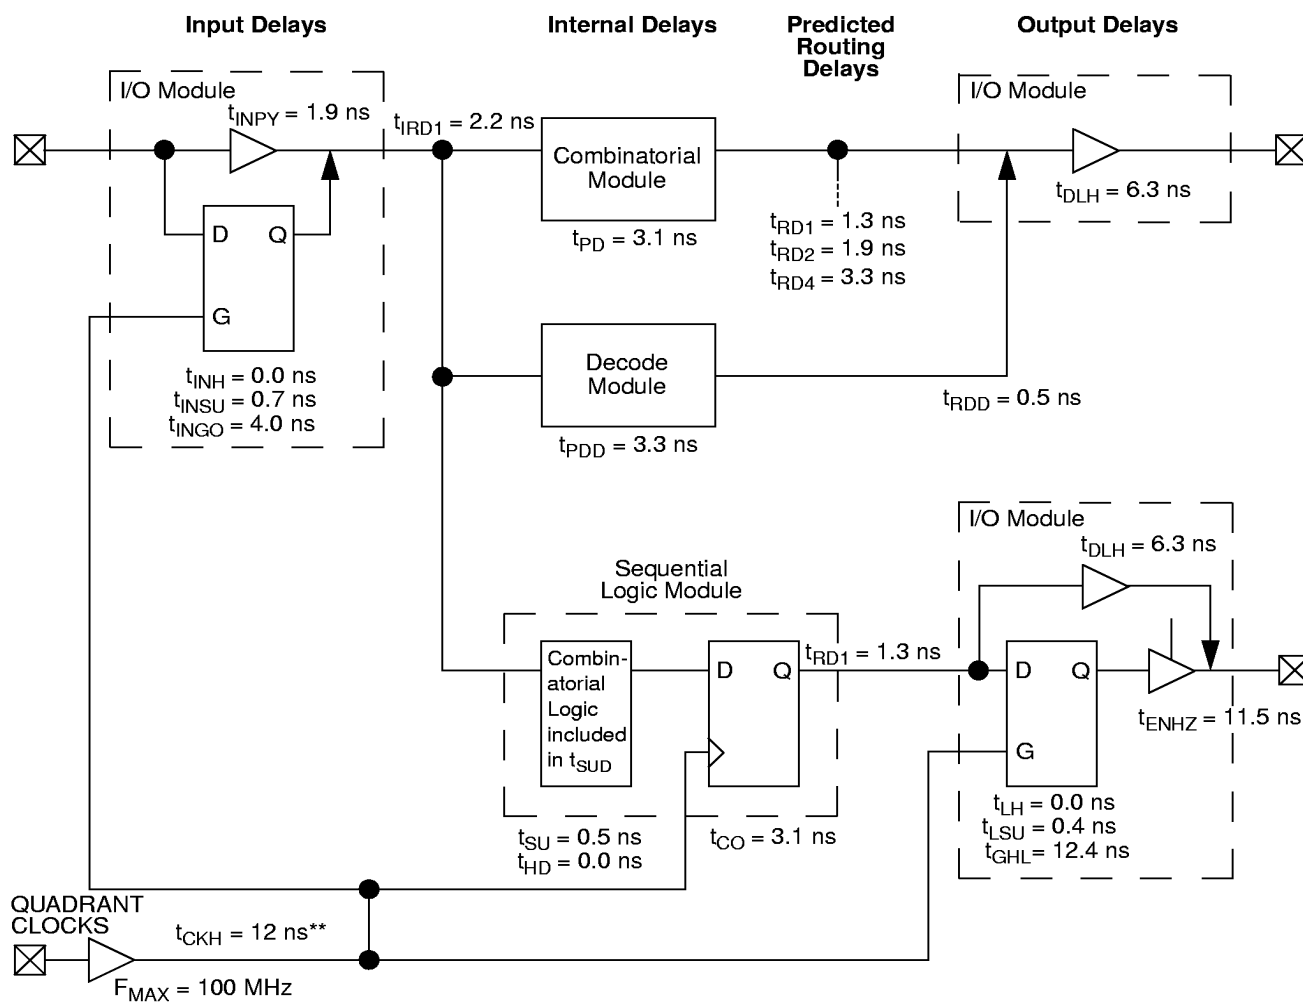 Input Delays
Internal Delays
Predicted
Routing
Delays
Output Delays
I/O Module
tINPY = 1.9 ns
tIRD1 = 2.2 ns
Combinatorial
Module
tPD = 3.1 ns
tRD1 = 1.3 ns
tRD2 = 1.9 ns
tRD4 = 3.3 ns
I/O Module
tDLH = 6.3 ns
D Q
G
tINH = 0.0 ns
tINSU = 0.7 ns
tINGO = 4.0 ns
Decode
Module
tPDD = 3.3 ns
tRDD = 0.5 ns
Sequential
Logic Module
Combin-
atorial
Logic
included
in tSUD
D Q
tSU = 0.5 ns
tHD = 0.0 ns
tCO = 3.1 ns
tRD1 = 1.3 ns
I/O Module
tDLH = 6.3 ns
D Q
G
tENHZ = 11.5 ns
tLH = 0.0 ns
tLSU = 0.4 ns
tGHL= 12.4 ns
QUADRANT
CLOCKS
tCKH = 12 ns**
FMAX = 100 MHz